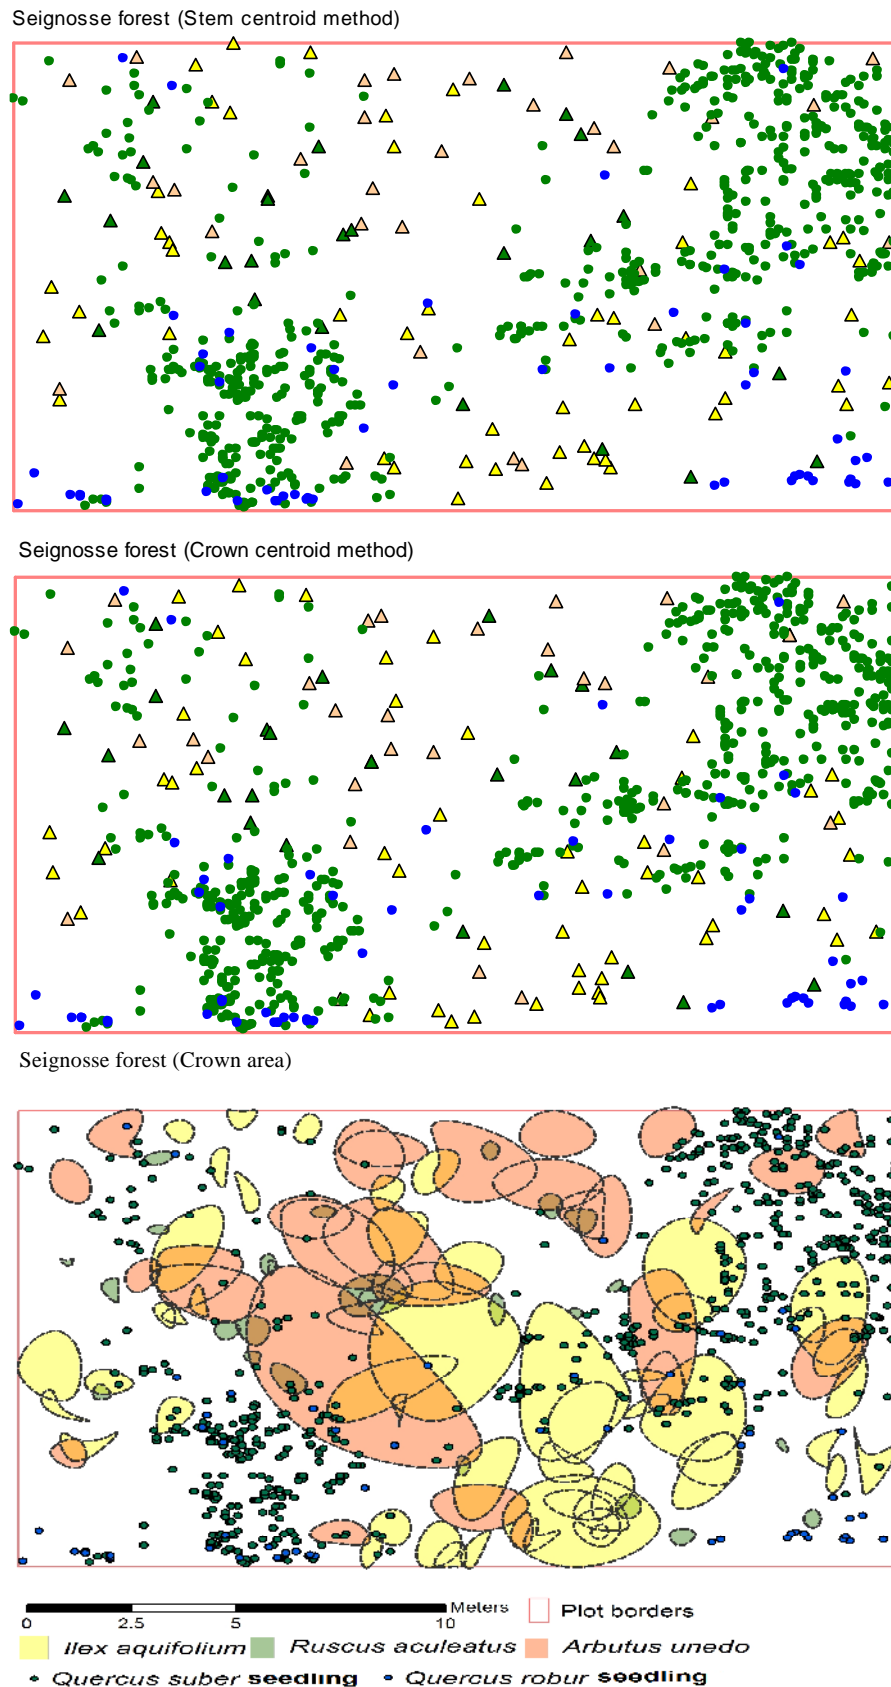 Seignosse forest (Stem centroid method)
Seignosse forest (Crown centroid method)
Seignosse forest (Crown area)
0 2.5 5 10 Meters Plot borders
Ilex aquifolium Ruscus aculeatus Arbutus unedo
Quercus suber seedling Quercus robur seedling